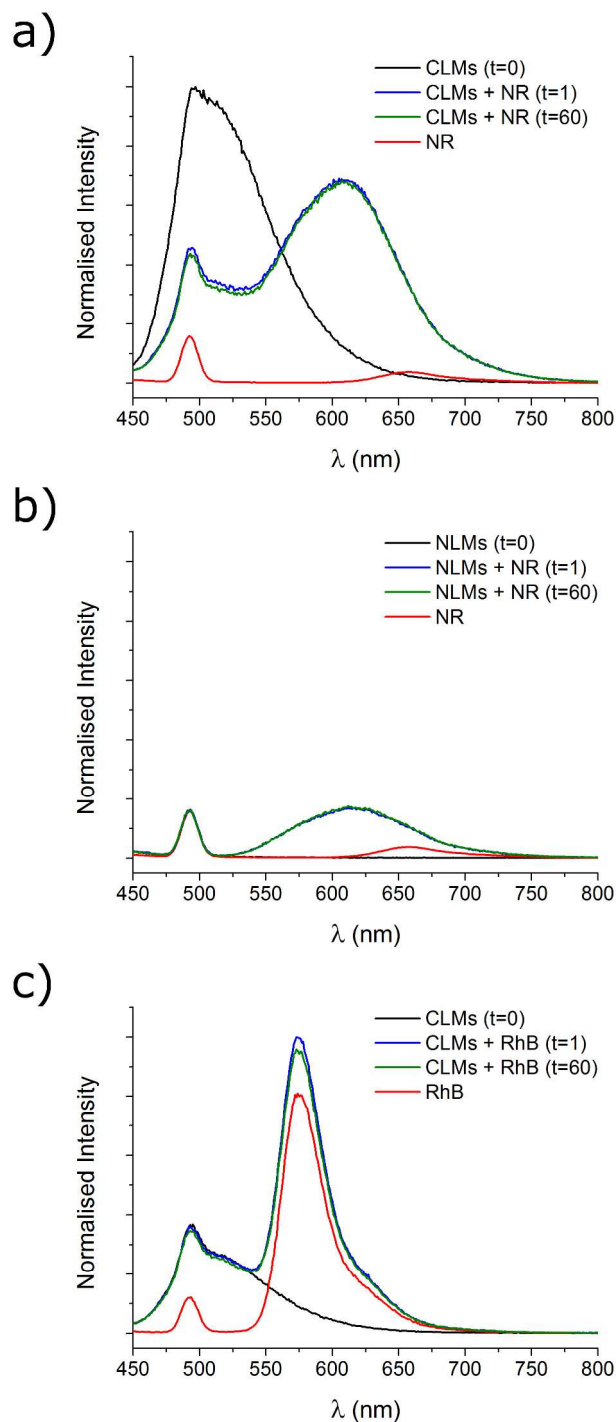 a)
Normalised Intensity
CLMs (t=0)
CLMs + NR (t=1)
CLMs + NR (t=60)
NR
450 500 550 600 650 700 750 800
λ (nm)
b)
Normalised Intensity
NLMs (t=0)
NLMs + NR (t=1)
NLMs + NR (t=60)
NR
450 500 550 600 650 700 750 800
λ (nm)
c)
Normalised Intensity
CLMs (t=0)
CLMs + RhB (t=1)
CLMs + RhB (t=60)
RhB
450 500 550 600 650 700 750 800
λ (nm)